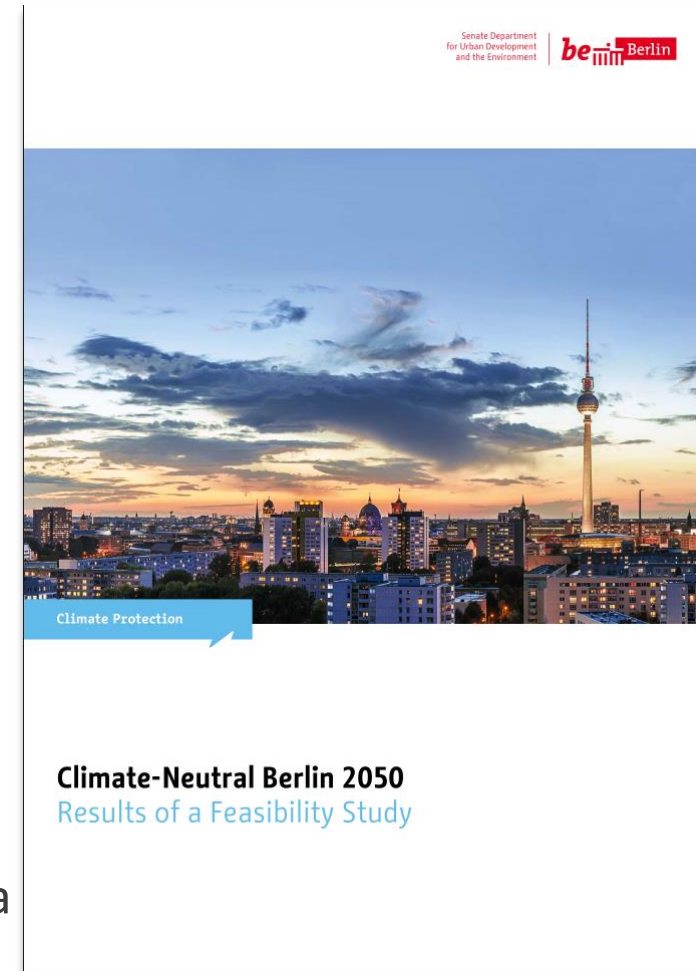 Senate Department
for Urban Development
and the Environment
be Berlin
Climate Protection
Climate-Neutral Berlin 2050
Results of a Feasibility Study
a